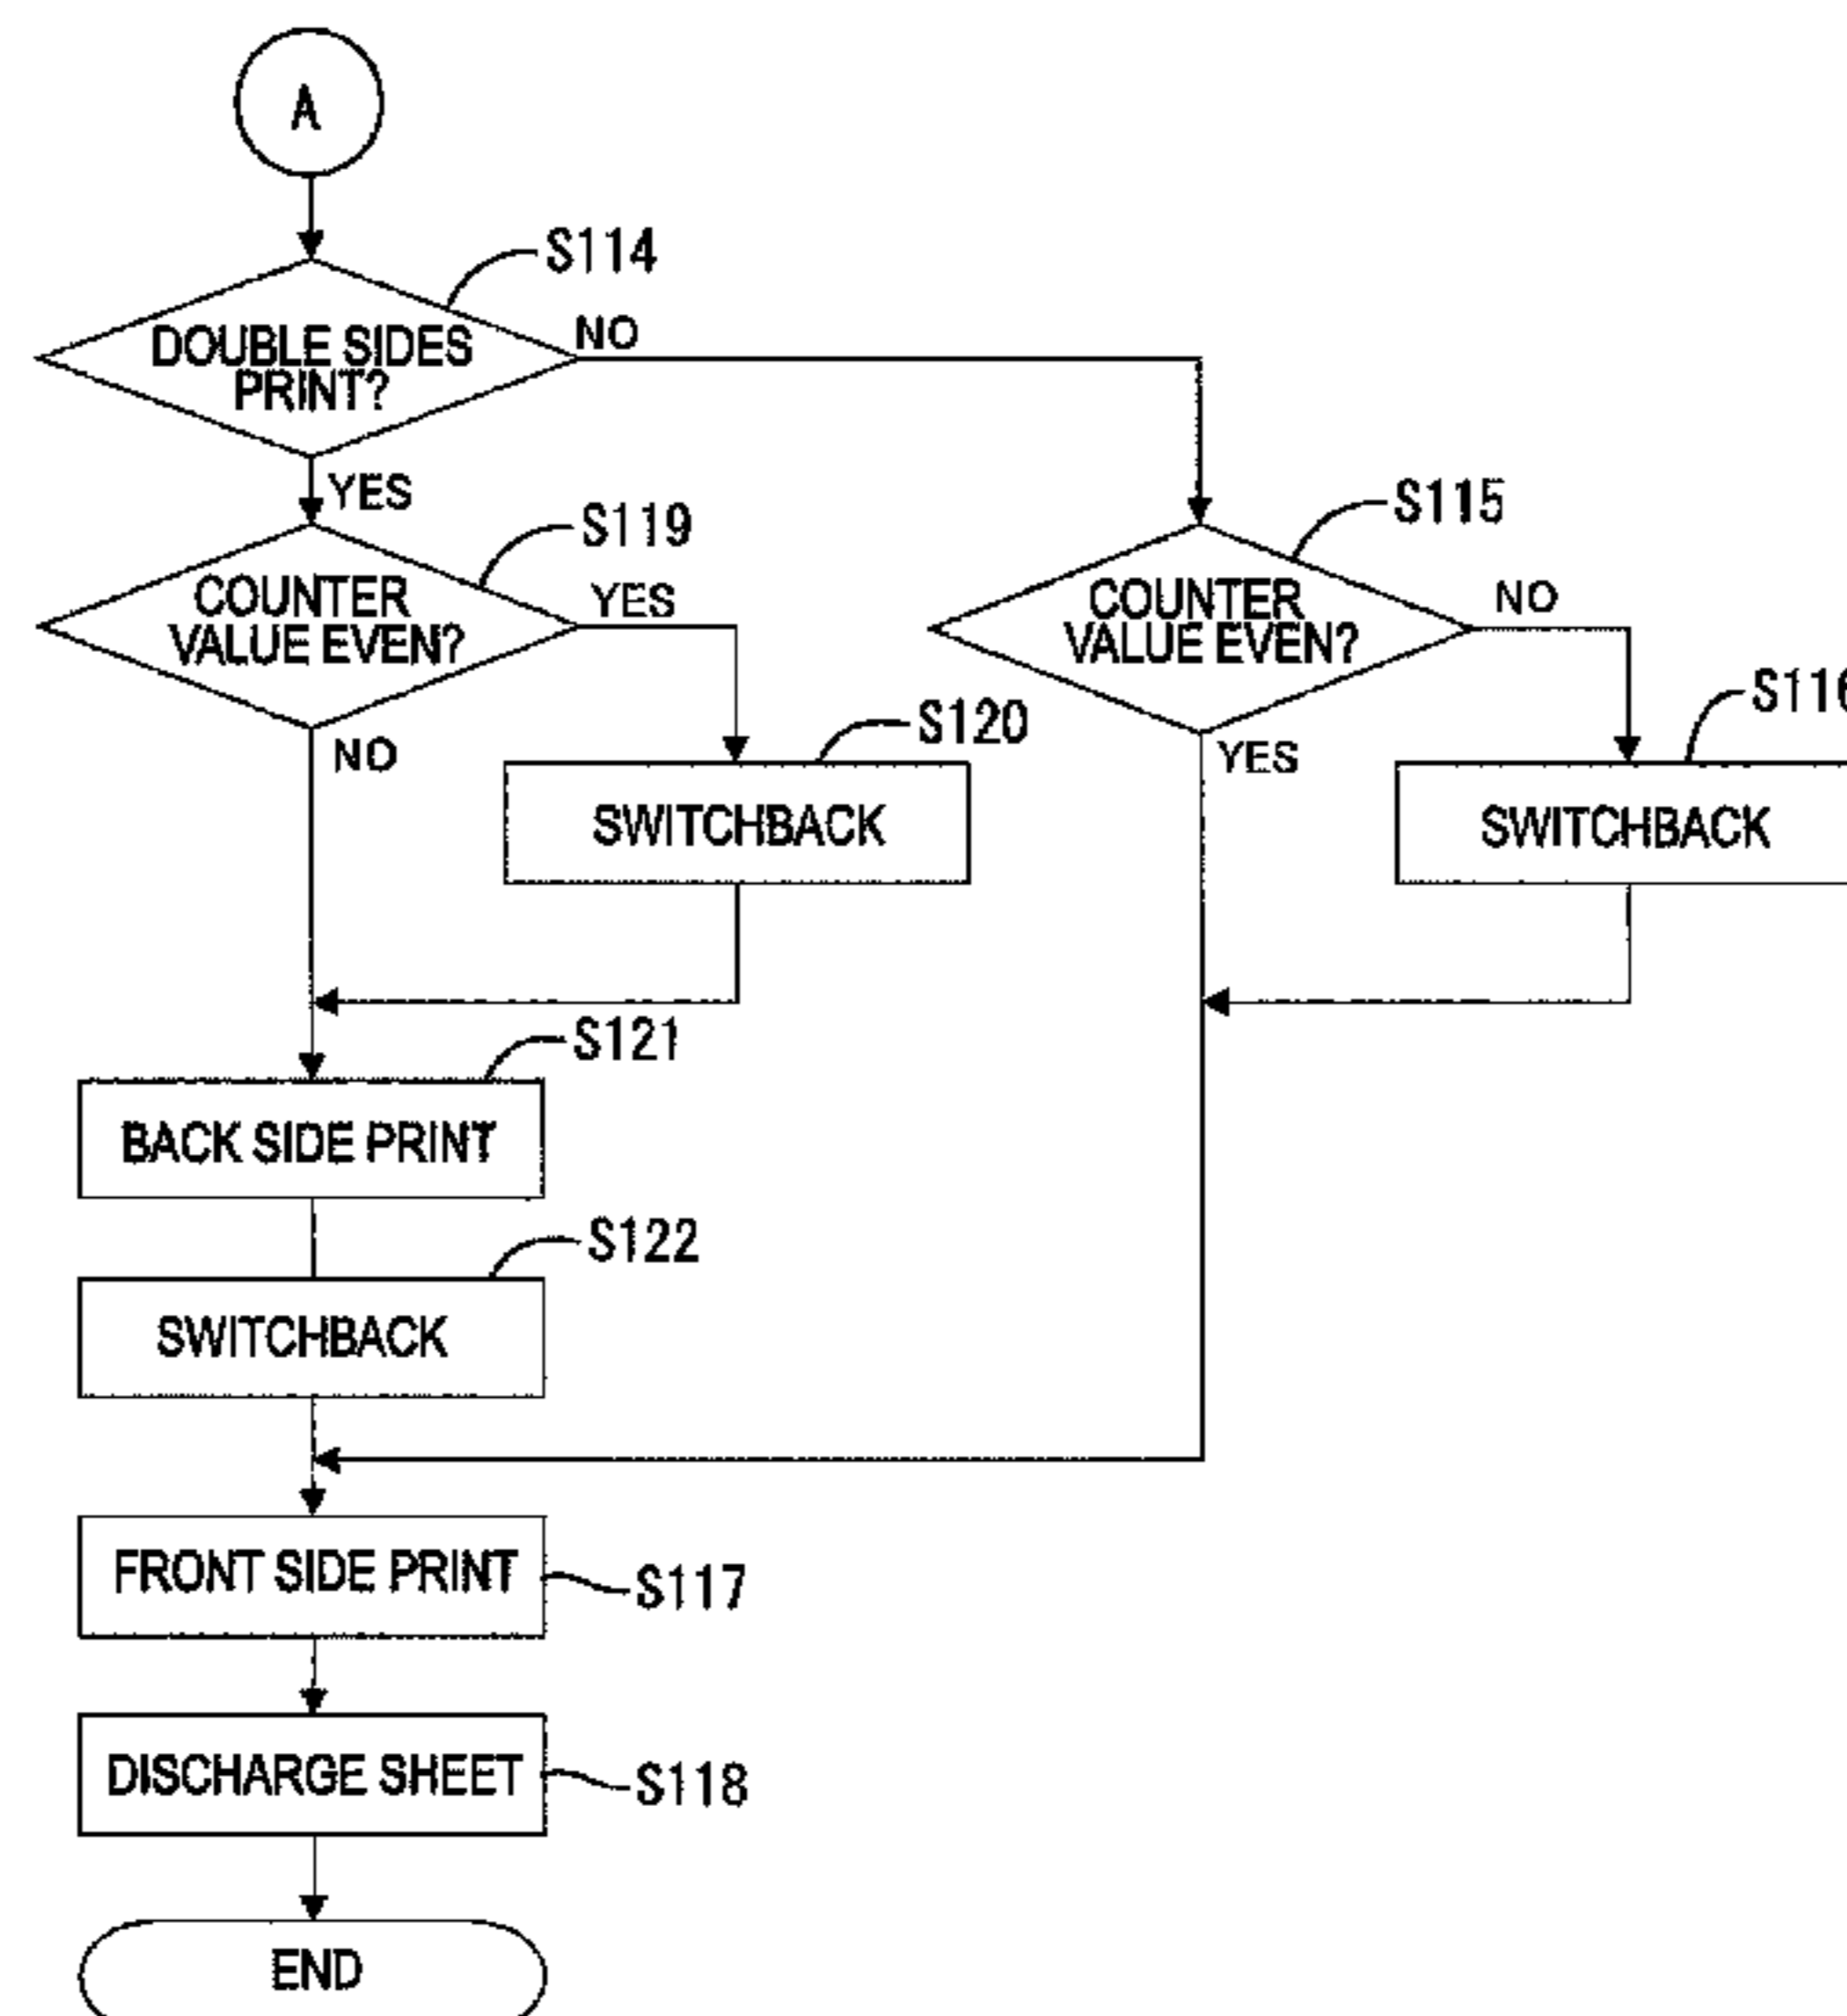 A
S114
DOUBLE SIDES
PRINT?
NO
YES
S119
COUNTER
VALUE EVEN?
YES
NO
S115
COUNTER
VALUE EVEN?
NO
YES
S120
SWITCHBACK
S116
SWITCHBACK
S121
BACK SIDE PRINT
S122
SWITCHBACK
FRONT SIDE PRINT
S117
DISCHARGE SHEET
S118
END